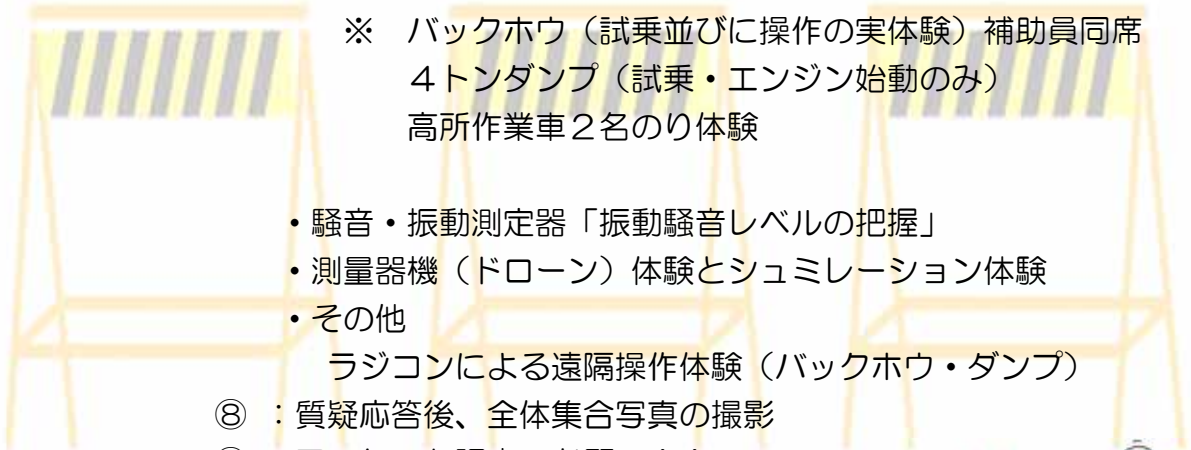 ※　バックホウ（試乗並びに操作の実体験）補助員同席
４トンダンプ（試乗・エンジン始動のみ）
高所作業車２名のり体験
・騒音・振動測定器「振動騒音レベルの把握」
・測量器機（ドローン）体験とシュミレーション体験
・その他
ラジコンによる遠隔操作体験（バックホウ・ダンプ）
⑧　：質疑応答後、全体集合写真の撮影